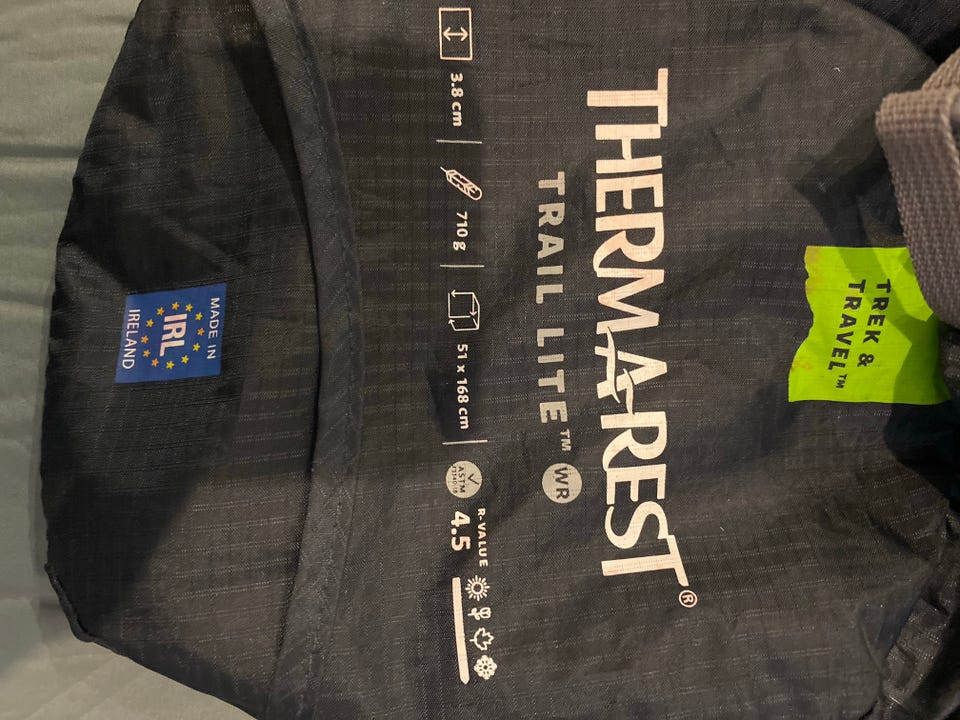 TREK &
TRAVEL™
THERMAREST®
TRAIL LITE™ WR
3.8 cm
710 g
51 x 168 cm
ASTM
R-VALUE
4.5
MADE IN
IRL
IRELAND